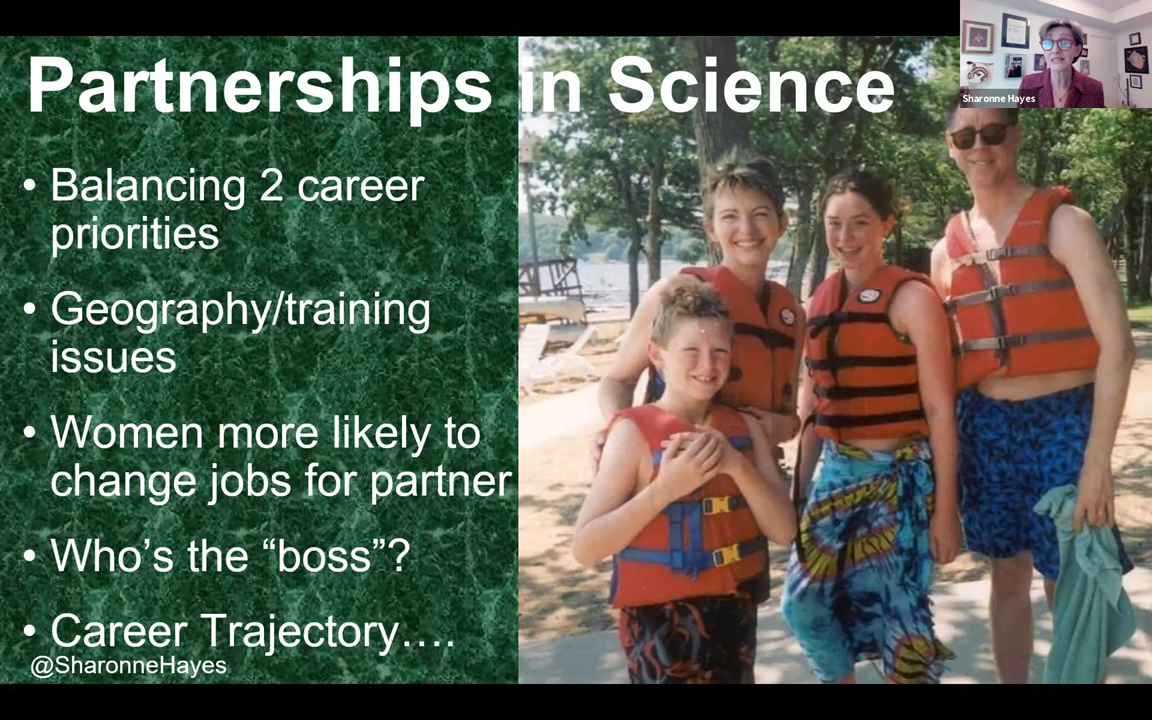 Partnerships in Science
Sharonne Hayes
• Balancing 2 career
priorities
• Geography/training
issues
• Women more likely to
change jobs for partner
• Who’s the “boss”?
• Career Trajectory….
@SharonneHayes